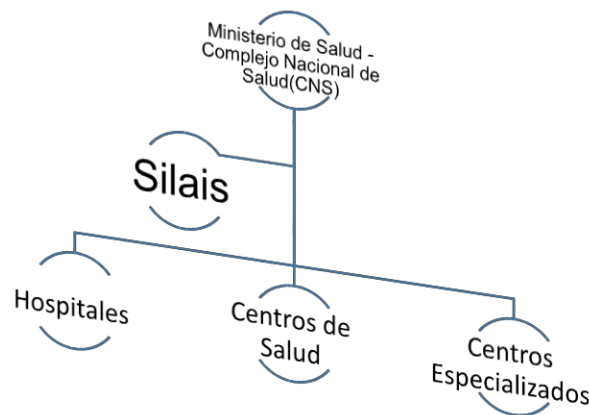 Ministerio de Salud -
Complejo Nacional de
Salud(CNS)
Silais
Hospitales
Centros de
Salud
Centros
Especializados